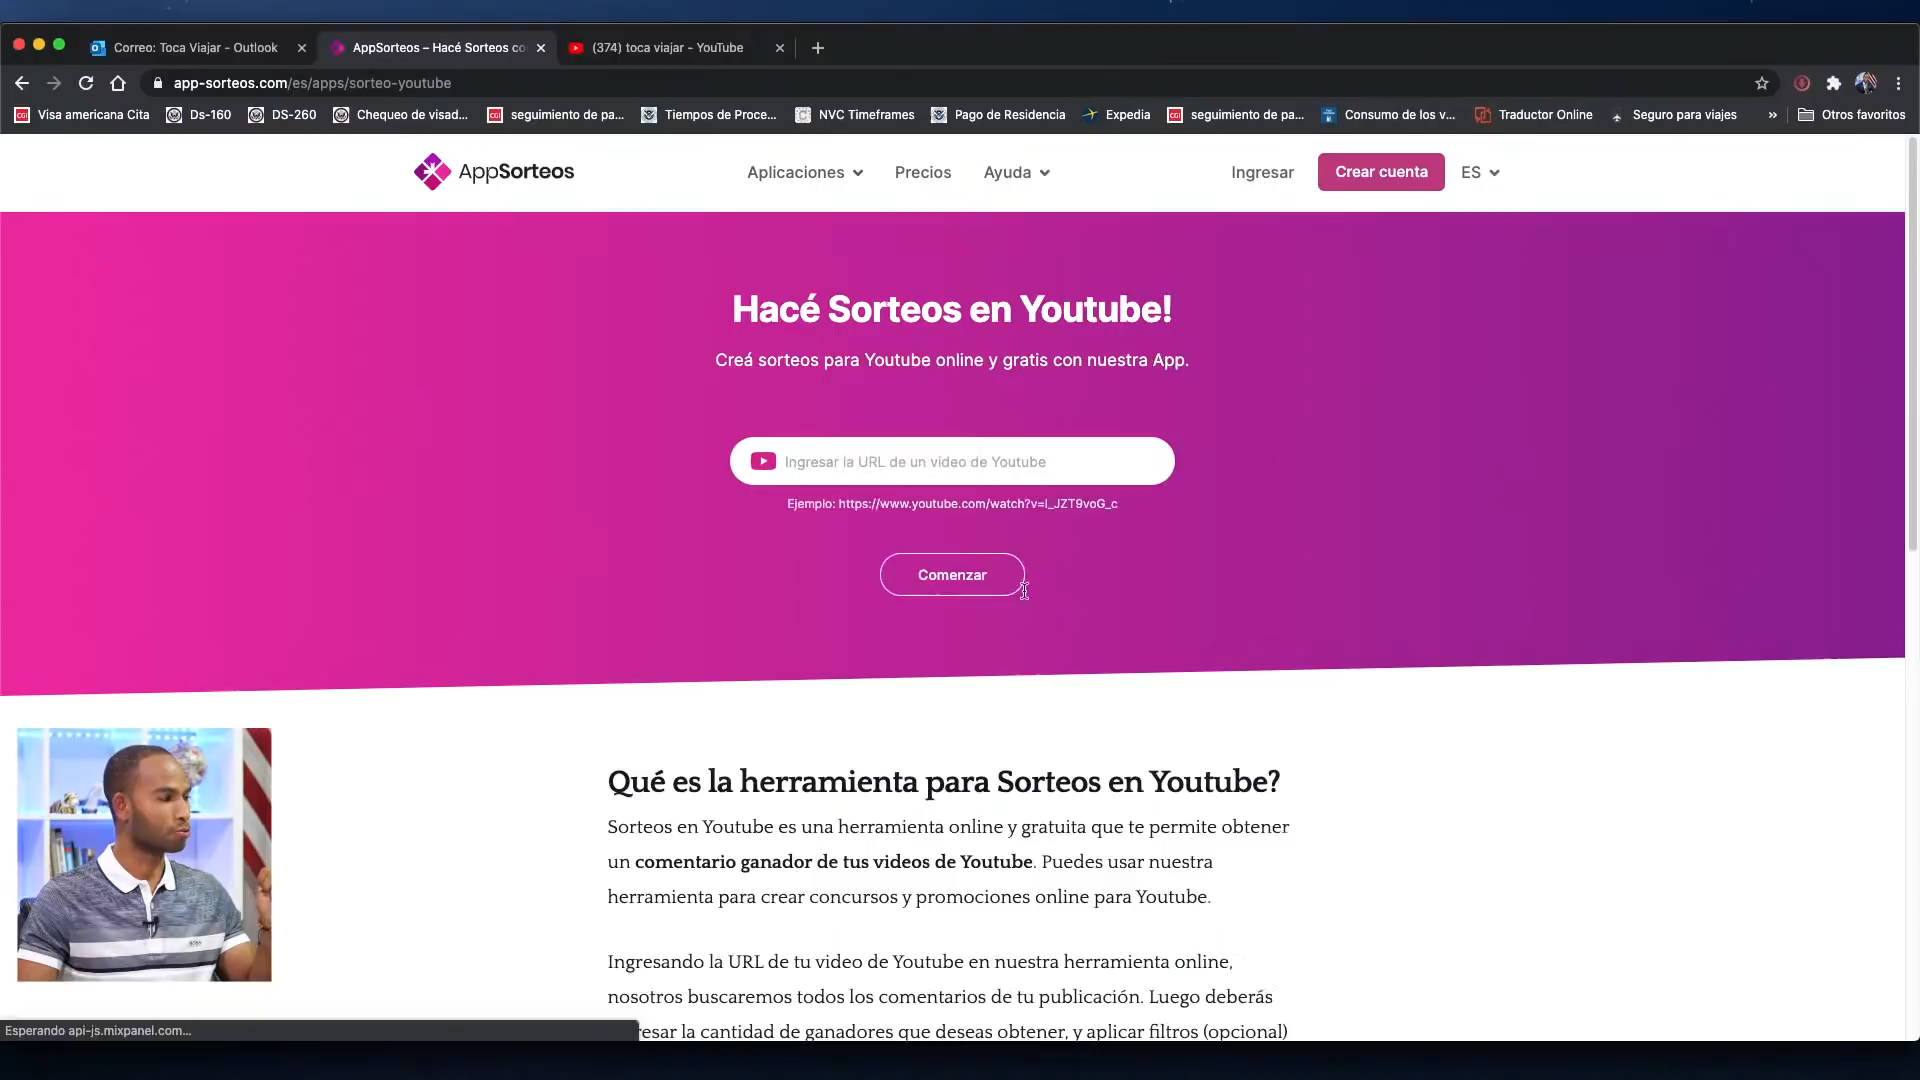 Correo: Toca Viajar - Outlook
AppSorteos – Hacé Sorteos co
(374) toca viajar - YouTube
app-sorteos.com/es/apps/sorteo-youtube
Visa americana Cita
Ds-160
DS-260
Chequeo de visad...
seguimiento de pa...
Tiempos de Proce...
NVC Timeframes
Pago de Residencia
Expedia
seguimiento de pa...
Consumo de los v...
Traductor Online
Seguro para viajes
»
Otros favoritos
AppSorteos
Aplicaciones
Precios
Ayuda
Ingresar
Crear cuenta
ES
Hacé Sorteos en Youtube!
Creá sorteos para Youtube online y gratis con nuestra App.
Ingresar la URL de un video de Youtube
Ejemplo: https://www.youtube.com/watch?v=l_JZT9voG_c
Comenzar
Qué es la herramienta para Sorteos en Youtube?
Sorteos en Youtube es una herramienta online y gratuita que te permite obtener
un comentario ganador de tus videos de Youtube. Puedes usar nuestra
herramienta para crear concursos y promociones online para Youtube.
Ingresando la URL de tu video de Youtube en nuestra herramienta online,
nosotros buscaremos todos los comentarios de tu publicación. Luego deberás
resar la cantidad de ganadores que deseas obtener, y aplicar filtros (opcional)
Esperando api-js.mixpanel.com...